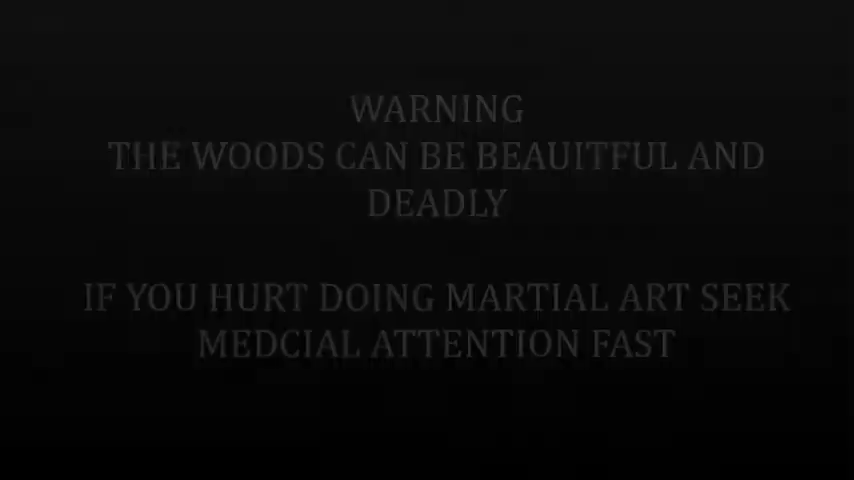 WARNING
THE WOODS CAN BE BEAUITFUL AND
DEADLY
IF YOU HURT DOING MARTIAL ART SEEK
MEDCIAL ATTENTION FAST